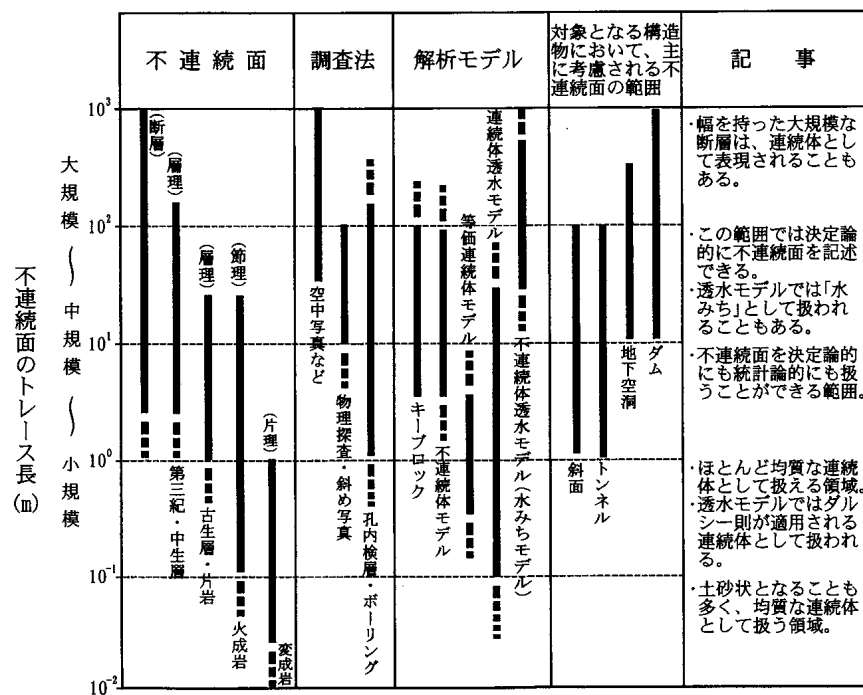 不連続面
調査法
解析モデル
対象となる構造
物において、主
に考慮される不
連続面の範囲
記事
不連続面のトレース長(m)
大規模 〜 中規模 〜 小規模
10³
10²
10¹
10⁰
10⁻¹
10⁻²
(断層)
(層理)
第三紀・中生層
(層理)
古生層・片岩
(節理)
火成岩
(片理)
変成岩
空中写真など
物理探査・斜め写真
孔内検層・ボーリング
キーブロック
不連続体モデル
等価連続体モデル
連続体透水モデル
不連続体透水モデル(水みちモデル)
斜面
トンネル
地下空洞
ダム
・幅を持った大規模な
断層は、連続体とし
て表現されることも
ある。
・この範囲では決定論
的に不連続面を記述
できる。
・透水モデルでは「水
みち」として扱われ
ることもある。
・不連続面を決定論的
にも統計論的にも扱
うことができる範囲。
・ほとんど均質な連続
体として扱える領域。
・透水モデルではダル
シー則が適用される
連続体として扱われ
る。
・土砂状となることも
多く、均質な連続体
として扱う領域。